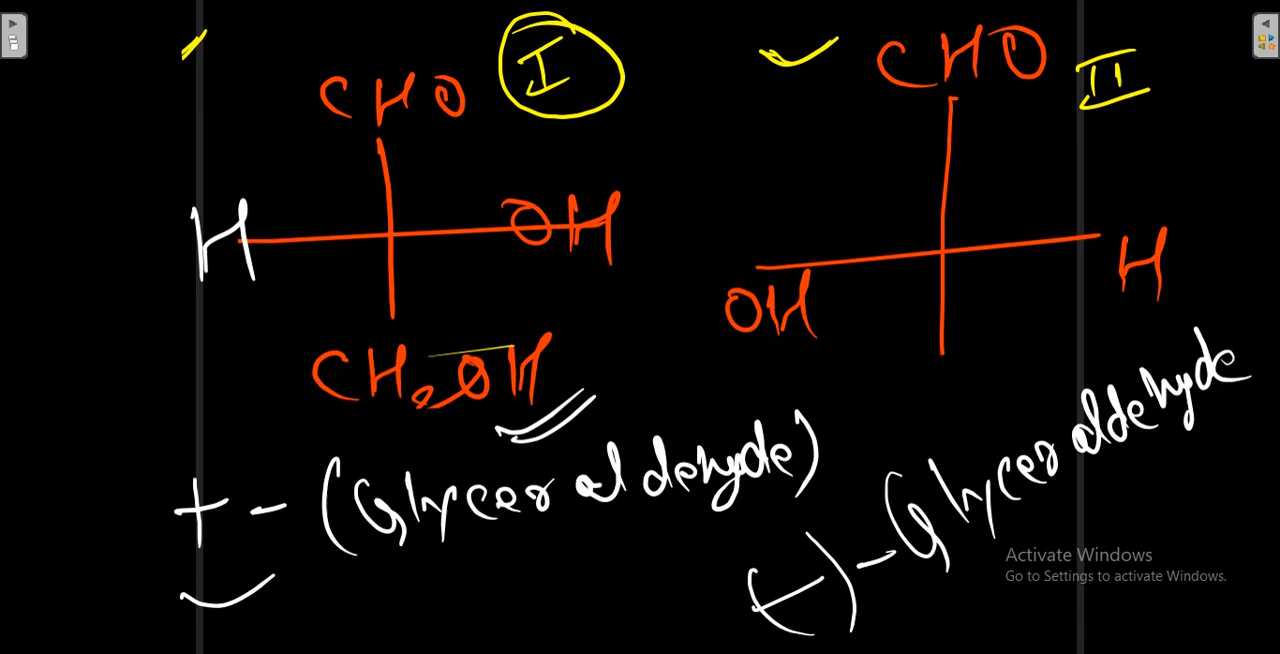 CHO I
CHO II
H OH
OH H
CH2OH
+ - (Glyceraldehyde)
(-) - Glyceraldehyde
Activate Windows
Go to Settings to activate Windows.